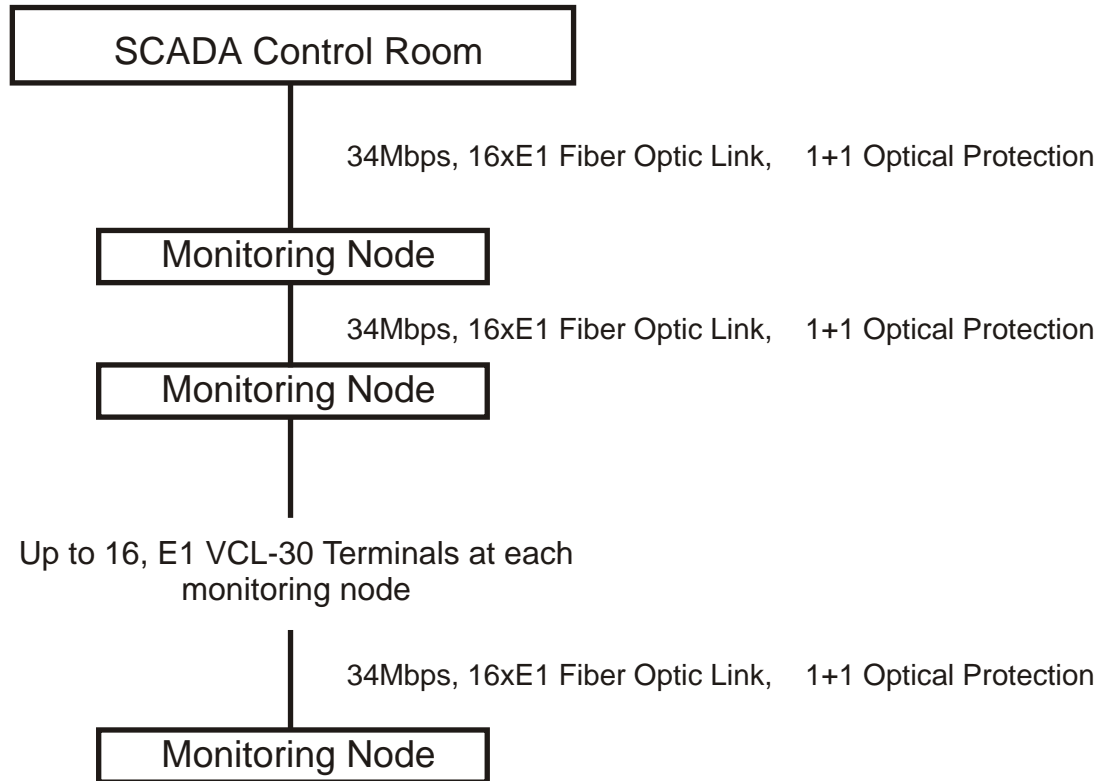 SCADA Control Room
34Mbps, 16xE1 Fiber Optic Link, 1+1 Optical Protection
Monitoring Node
34Mbps, 16xE1 Fiber Optic Link, 1+1 Optical Protection
Monitoring Node
Up to 16, E1 VCL-30 Terminals at each
monitoring node
34Mbps, 16xE1 Fiber Optic Link, 1+1 Optical Protection
Monitoring Node